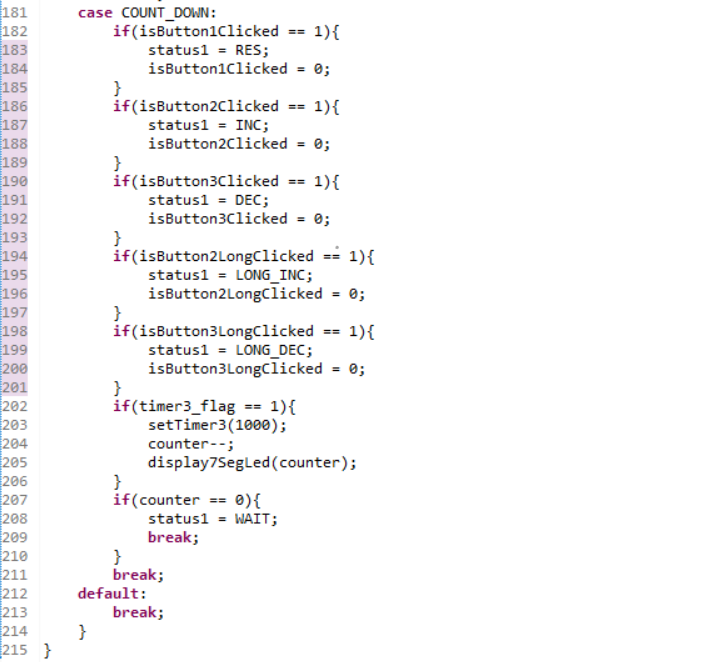 181 case COUNT_DOWN:
182 if(isButton1Clicked == 1){
183 status1 = RES;
184 isButton1Clicked = 0;
185 }
186 if(isButton2Clicked == 1){
187 status1 = INC;
188 isButton2Clicked = 0;
189 }
190 if(isButton3Clicked == 1){
191 status1 = DEC;
192 isButton3Clicked = 0;
193 }
194 if(isButton2LongClicked == 1){
195 status1 = LONG_INC;
196 isButton2LongClicked = 0;
197 }
198 if(isButton3LongClicked == 1){
199 status1 = LONG_DEC;
200 isButton3LongClicked = 0;
201 }
202 if(timer3_flag == 1){
203 setTimer3(1000);
204 counter--;
205 display7SegLed(counter);
206 }
207 if(counter == 0){
208 status1 = WAIT;
209 break;
210 }
211 break;
212 default:
213 break;
214 }
215 }